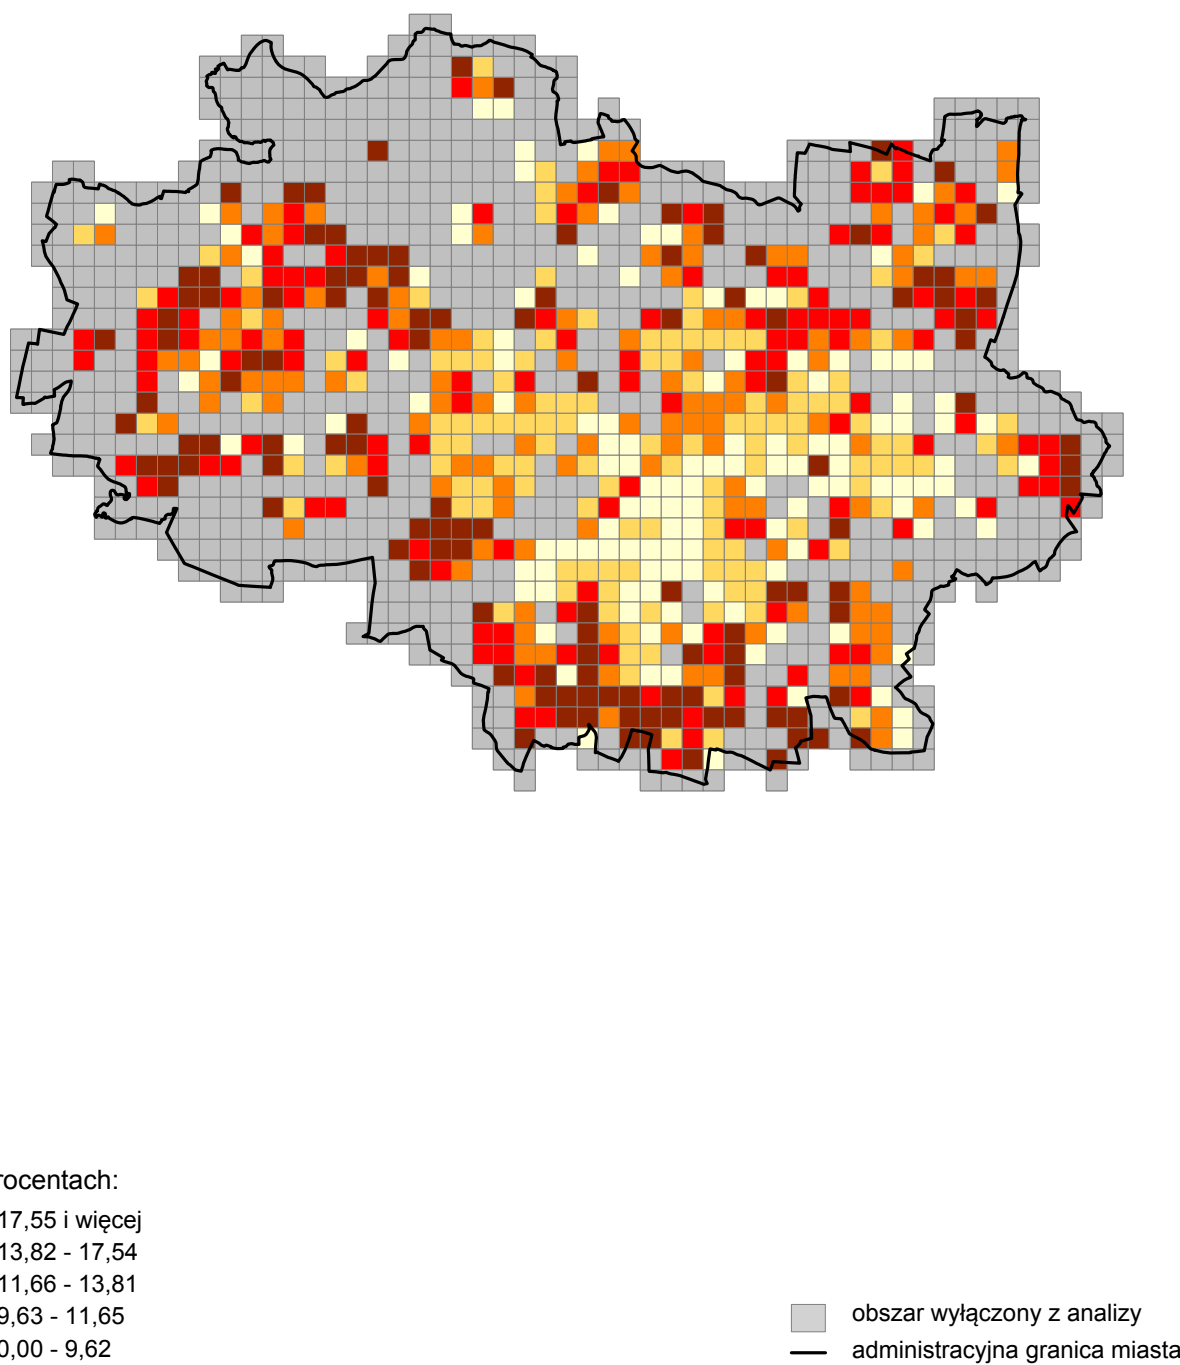 rocentach:
17,55 i więcej
13,82 - 17,54
11,66 - 13,81
9,63 - 11,65
0,00 - 9,62
obszar wyłączony z analizy
administracyjna granica miasta